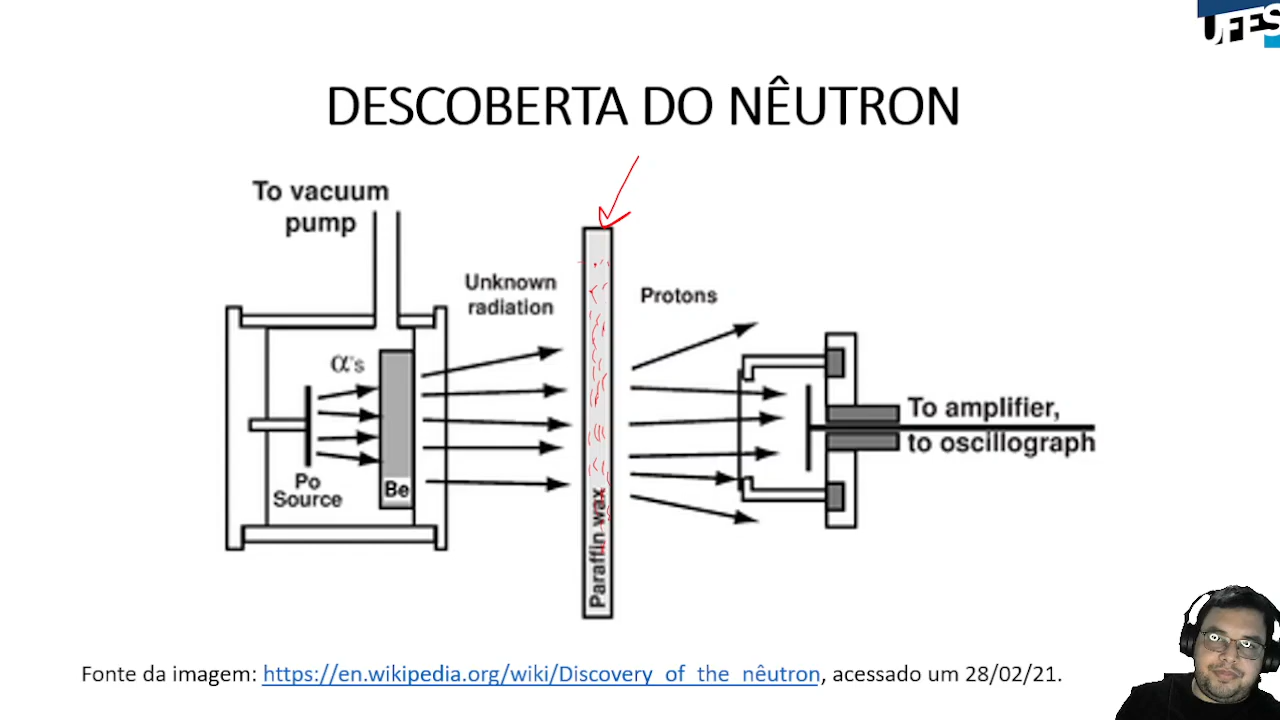 UFES
DESCOBERTA DO NÊUTRON
To vacuum
pump
Unknown
radiation
Protons
α's
Po
Source
Be
Paraffin wax
To amplifier,
to oscillograph
Fonte da imagem: https://en.wikipedia.org/wiki/Discovery_of_the_nêutron, acessado um 28/02/21.